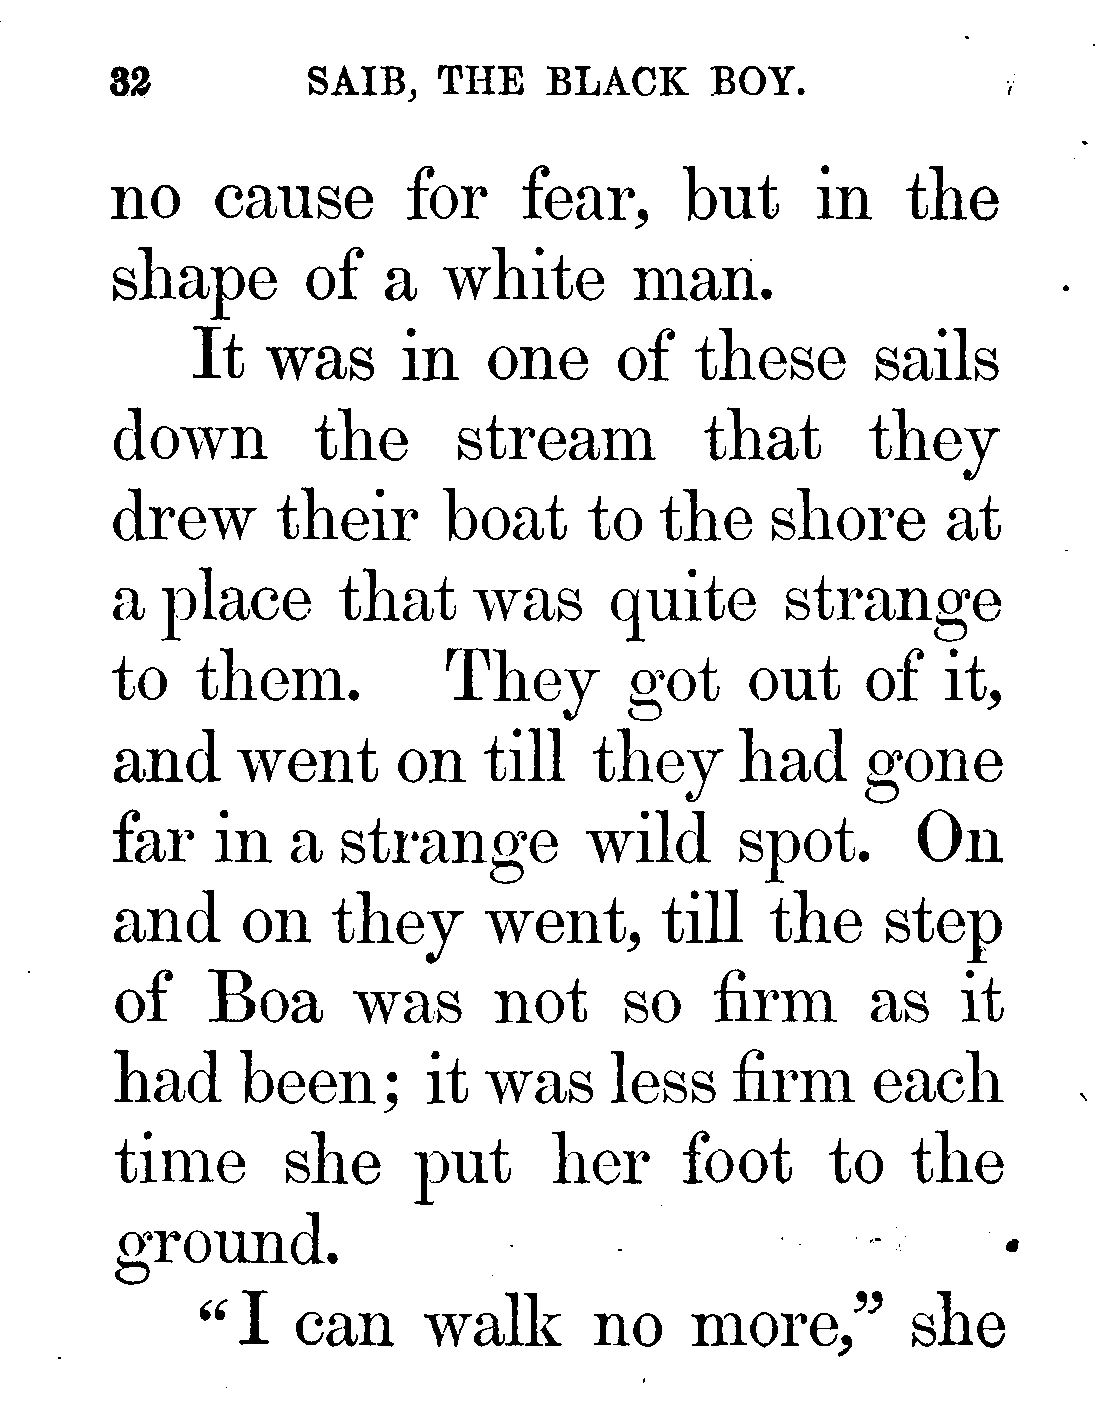 32 SAIB, THE BLACK BOY.
no cause for fear, but in the
shape of a white man.
It was in one of these sails
down the stream that they
drew their boat to the shore at
a place that was quite strange
to them. They got out of it,
and went on till they had gone
far in a strange wild spot. On
and on they went, till the step
of Boa was not so firm as it
had been; it was less firm each
time she put her foot to the
ground.
“I can walk no more,” she